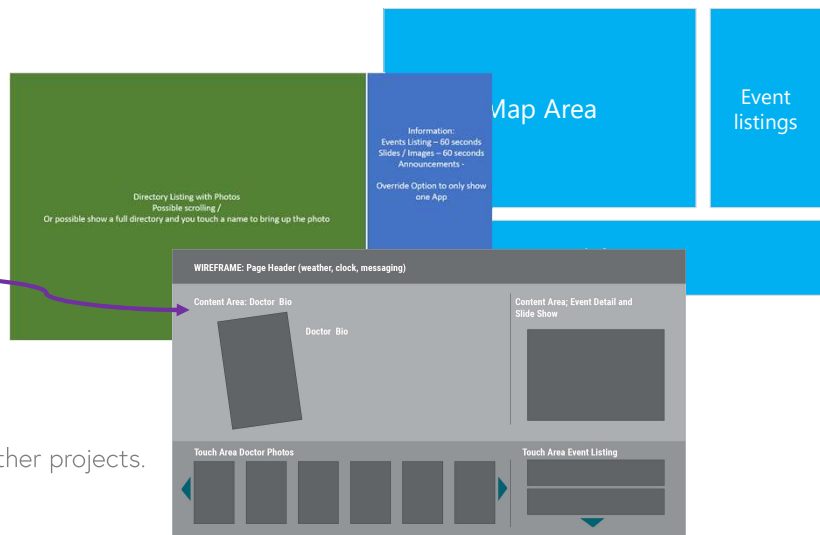 Map Area
Event
listings
Information:
Events Listing – 60 seconds
Slides / Images – 60 seconds
Announcements -
Override Option to only show
one App
Directory Listing with Photos
Possible scrolling /
Or possible show a full directory and you touch a name to bring up the photo
WIREFRAME: Page Header (weather, clock, messaging)
Content Area: Doctor Bio
Doctor Bio
Content Area; Event Detail and
Slide Show
Touch Area Doctor Photos
Touch Area Event Listing
ther projects.